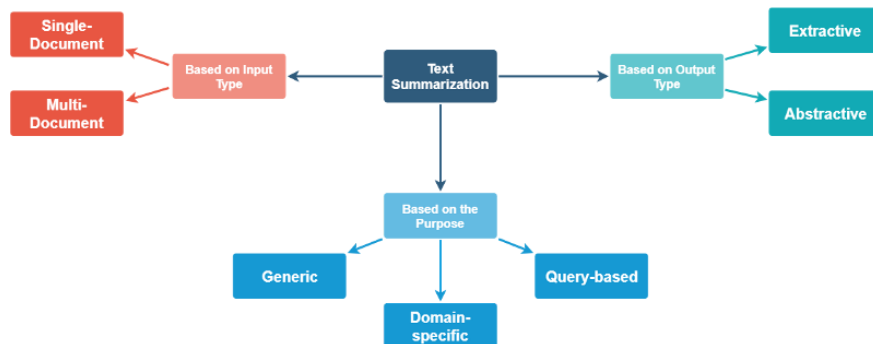 Single-
Document
Based on Input
Type
Multi-
Document
Text
Summarization
Based on Output
Type
Extractive
Abstractive
Based on the
Purpose
Generic
Domain-
specific
Query-based